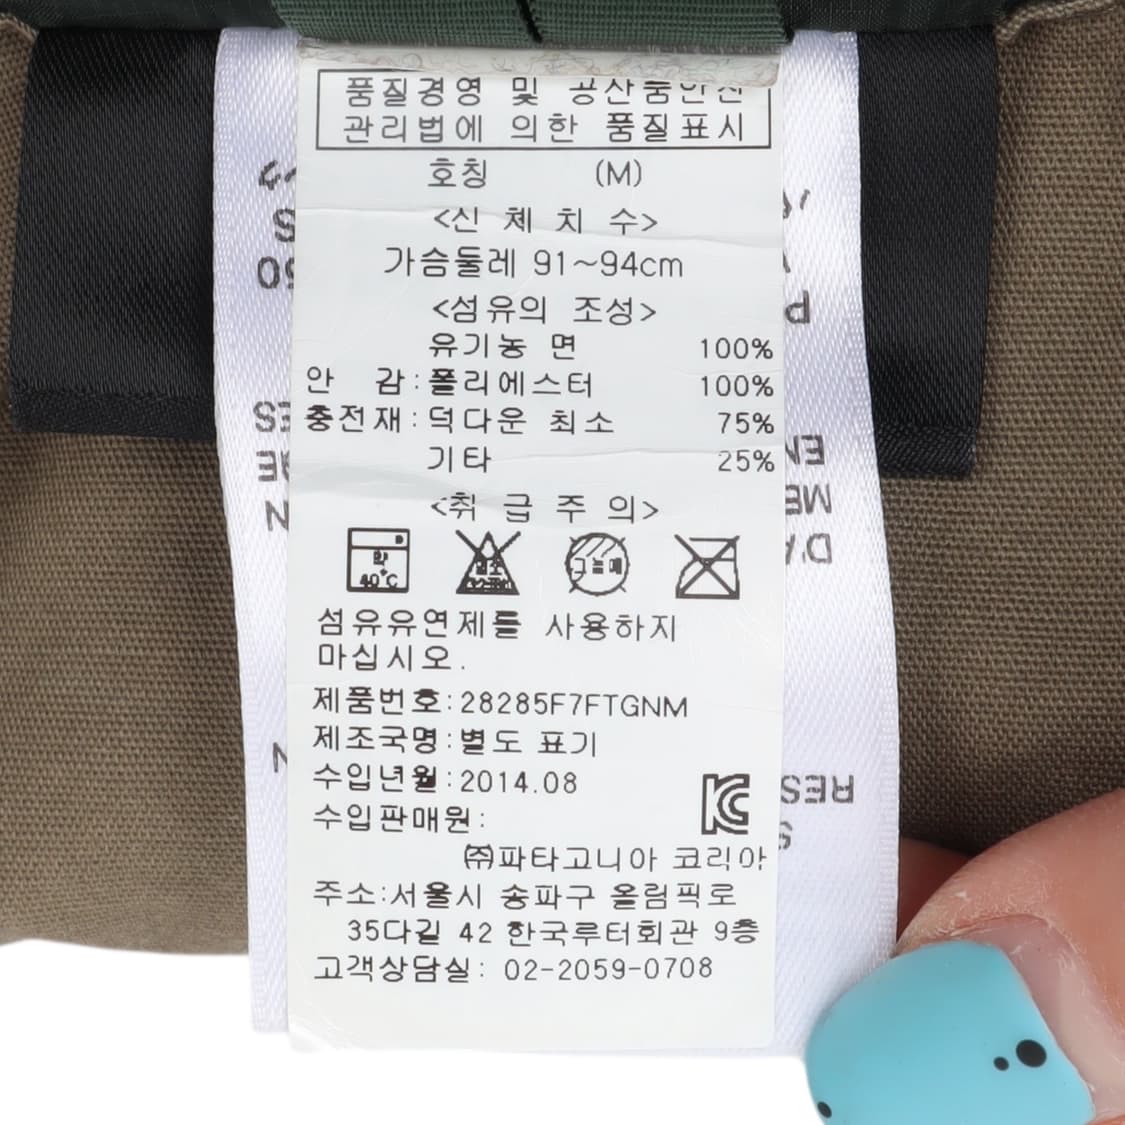 품질경영 및 공산품안전
관리법에 의한 품질표시
호칭 (M)
<신 체 치 수>
가슴둘레 91~94cm
<섬유의 조성>
유기농 면 100%
안 감:폴리에스터 100%
충전재:덕다운 최소 75%
기타 25%
<취 급 주 의>
약 40°C
섬유유연제를 사용하지
마십시오.
제품번호:28285F7FTGNM
제조국명:별도 표기
수입년월:2014.08
수입판매원:
㈜파타고니아 코리아
주소:서울시 송파구 올림픽로
35다길 42 한국루터회관 9층
고객상담실: 02-2059-0708